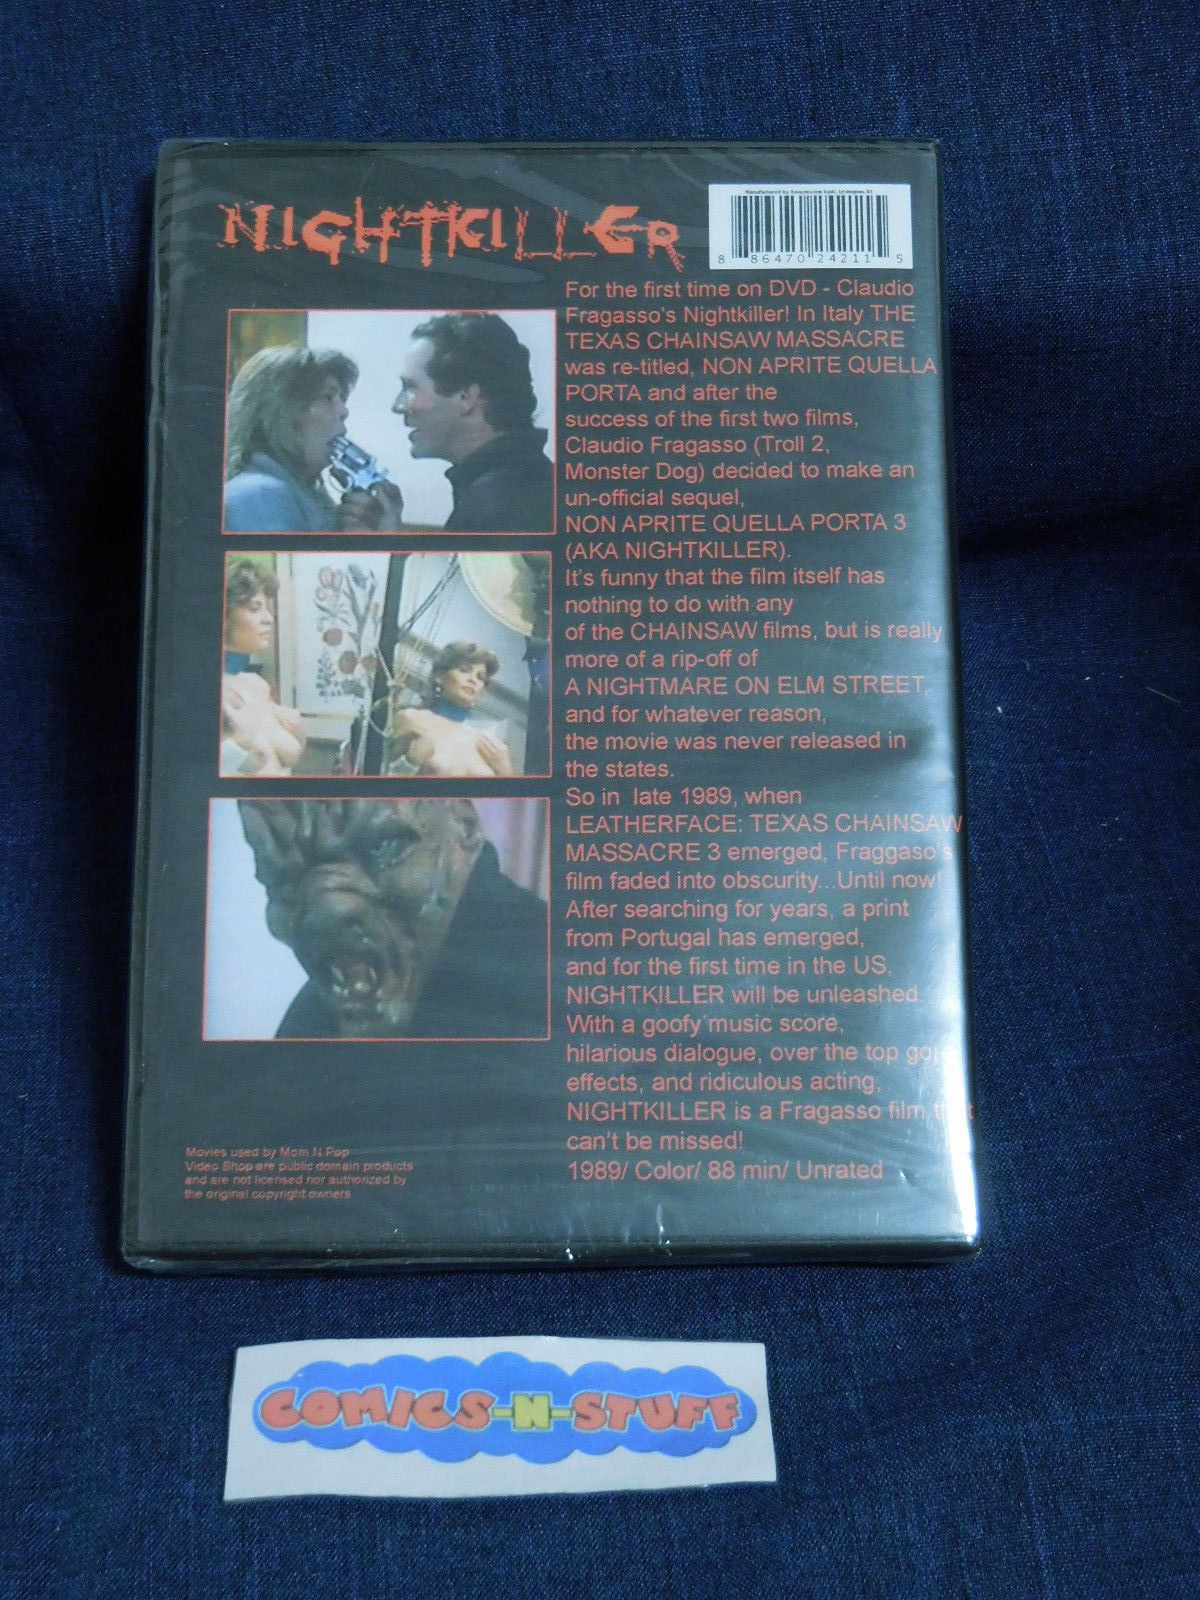 NIGHTKILLER
8 86470 24211 5
For the first time on DVD - Claudio
Fragasso's Nightkiller! In Italy THE
TEXAS CHAINSAW MASSACRE
was re-titled, NON APRITE QUELLA
PORTA and after the
success of the first two films,
Claudio Fragasso (Troll 2,
Monster Dog) decided to make an
un-official sequel,
NON APRITE QUELLA PORTA 3
(AKA NIGHTKILLER).
It's funny that the film itself has
nothing to do with any
of the CHAINSAW films, but is really
more of a rip-off of
A NIGHTMARE ON ELM STREET,
and for whatever reason,
the movie was never released in
the states.
So in late 1989, when
LEATHERFACE: TEXAS CHAINSAW
MASSACRE 3 emerged, Fraggaso's
film faded into obscurity...Until now!
After searching for years, a print
from Portugal has emerged,
and for the first time in the US,
NIGHTKILLER will be unleashed.
With a goofy music score,
hilarious dialogue, over the top gore
effects, and ridiculous acting,
NIGHTKILLER is a Fragasso film, that
can't be missed!
1989/ Color/ 88 min/ Unrated
Movies used by Mom N Pop
Video Shop are public domain products
and are not licensed nor authorized by
the original copyright owners
COMICS-N-STUFF